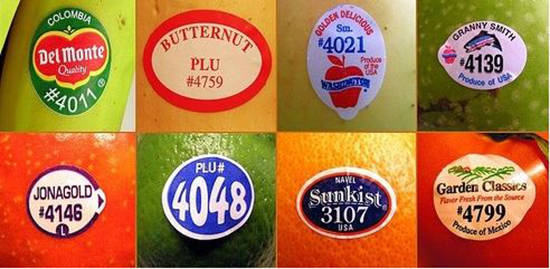 COLOMBIA
Del Monte
Quality
®
#4011
BUTTERNUT
PLU
#4759
GOLDEN DELICIOUS
Sm.
#4021
Produce
of the
USA
WASHINGTON
GRANNY SMITH
#4139
Produce of USA
JONAGOLD
#4146
L
PLU#
4048
NAVEL
Sunkist
3107
USA
Garden Classics
Flavor Fresh From the Source
#4799
Produce of Mexico